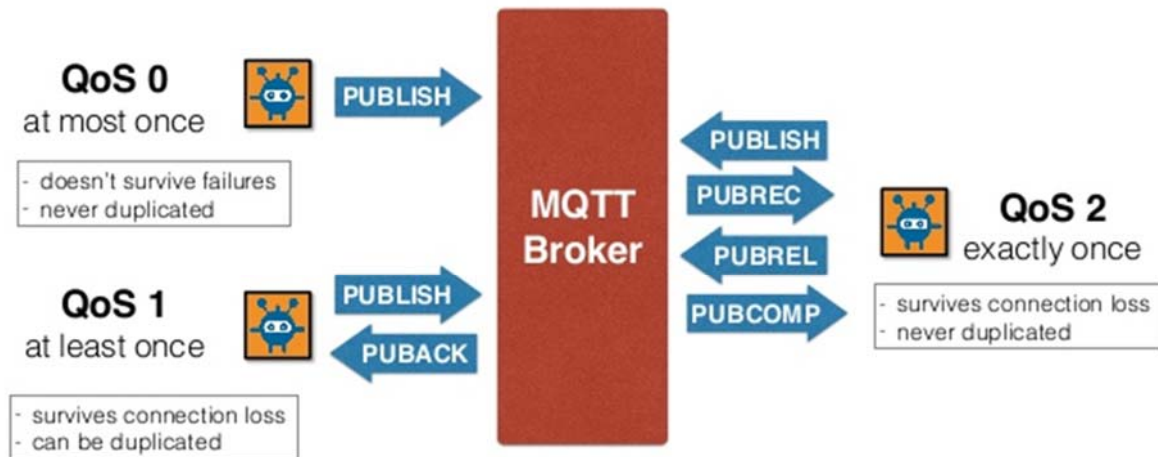 QoS 0
at most once
- doesn't survive failures
- never duplicated
PUBLISH
QoS 1
at least once
- survives connection loss
- can be duplicated
PUBLISH
PUBACK
MQTT
Broker
PUBLISH
PUBREC
PUBREL
PUBCOMP
QoS 2
exactly once
- survives connection loss
- never duplicated